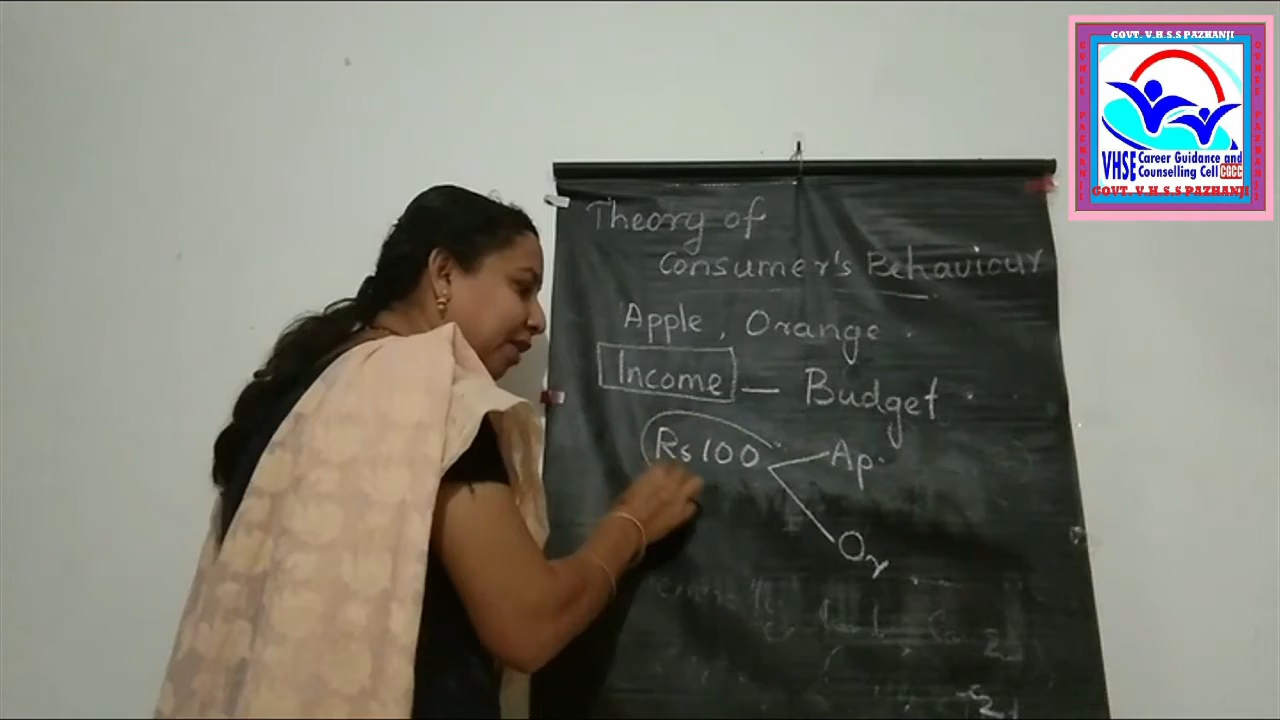 GOVT. V.H.S.S PAZHANJI
VHSE Career Guidance and
Counselling Cell CGCC
GOVT. V.H.S.S PAZHANJI
Theory of
Consumer's Behaviour
Apple, Orange.
Income — Budget
Rs 100
Ap.
Or